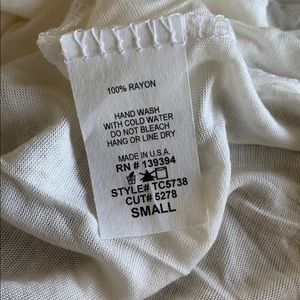 100% RAYON
HAND WASH
WITH COLD WATER
DO NOT BLEACH
HANG OR LINE DRY
MADE IN U.S.A.
RN # 139394
STYLE# TC5738
CUT# 5278
SMALL